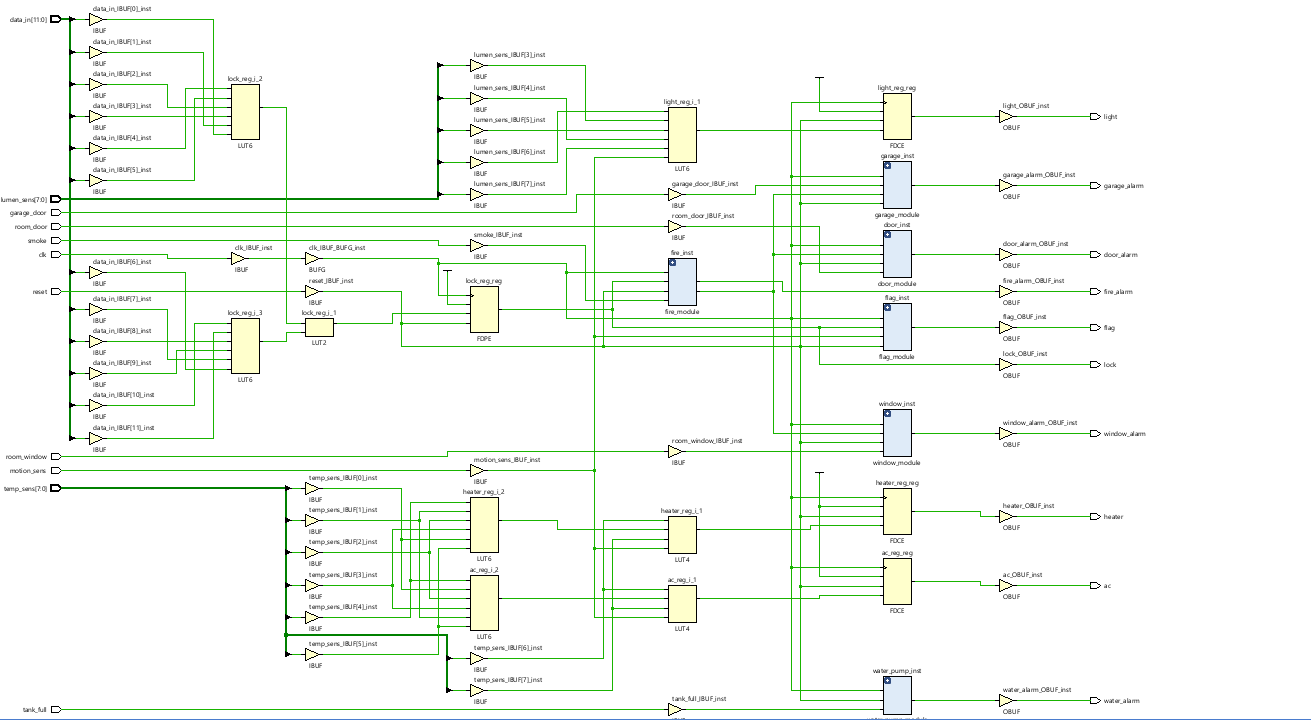 data_in[11:0]
data_in_IBUF[0]_inst
IBUF
data_in_IBUF[1]_inst
IBUF
data_in_IBUF[2]_inst
IBUF
data_in_IBUF[3]_inst
IBUF
data_in_IBUF[4]_inst
IBUF
data_in_IBUF[5]_inst
IBUF
lock_reg_i_2
LUT6
lumen_sens[7:0]
garage_door
room_door
smoke
clk
reset
data_in_IBUF[6]_inst
IBUF
data_in_IBUF[7]_inst
IBUF
data_in_IBUF[8]_inst
IBUF
data_in_IBUF[9]_inst
IBUF
data_in_IBUF[10]_inst
IBUF
data_in_IBUF[11]_inst
IBUF
lock_reg_i_3
LUT6
clk_IBUF_inst
IBUF
clk_IBUF_BUFG_inst
BUFG
reset_IBUF_inst
IBUF
lock_reg_i_1
LUT2
room_window
motion_sens
temp_sens[7:0]
tank_full
temp_sens_IBUF[0]_inst
IBUF
temp_sens_IBUF[1]_inst
IBUF
temp_sens_IBUF[2]_inst
IBUF
temp_sens_IBUF[3]_inst
IBUF
temp_sens_IBUF[4]_inst
IBUF
temp_sens_IBUF[5]_inst
IBUF
lumen_sens_IBUF[3]_inst
IBUF
lumen_sens_IBUF[4]_inst
IBUF
lumen_sens_IBUF[5]_inst
IBUF
lumen_sens_IBUF[6]_inst
IBUF
lumen_sens_IBUF[7]_inst
IBUF
smoke_IBUF_inst
IBUF
lock_reg_reg
FDPE
motion_sens_IBUF_inst
IBUF
heater_reg_i_2
LUT6
ac_reg_i_2
LUT6
temp_sens_IBUF[6]_inst
IBUF
temp_sens_IBUF[7]_inst
IBUF
light_reg_i_1
LUT6
garage_door_IBUF_inst
IBUF
room_door_IBUF_inst
IBUF
fire_inst
fire_module
room_window_IBUF_inst
IBUF
heater_reg_i_1
LUT4
ac_reg_i_1
LUT4
tank_full_IBUF_inst
light_reg_reg
FDCE
garage_inst
garage_module
door_inst
door_module
flag_inst
flag_module
window_inst
window_module
heater_reg_reg
FDCE
ac_reg_reg
FDCE
water_pump_inst
light_OBUF_inst
OBUF
light
garage_alarm_OBUF_inst
OBUF
garage_alarm
door_alarm_OBUF_inst
OBUF
door_alarm
fire_alarm_OBUF_inst
OBUF
fire_alarm
flag_OBUF_inst
OBUF
flag
lock_OBUF_inst
OBUF
lock
window_alarm_OBUF_inst
OBUF
window_alarm
heater_OBUF_inst
OBUF
heater
ac_OBUF_inst
OBUF
ac
water_alarm_OBUF_inst
OBUF
water_alarm